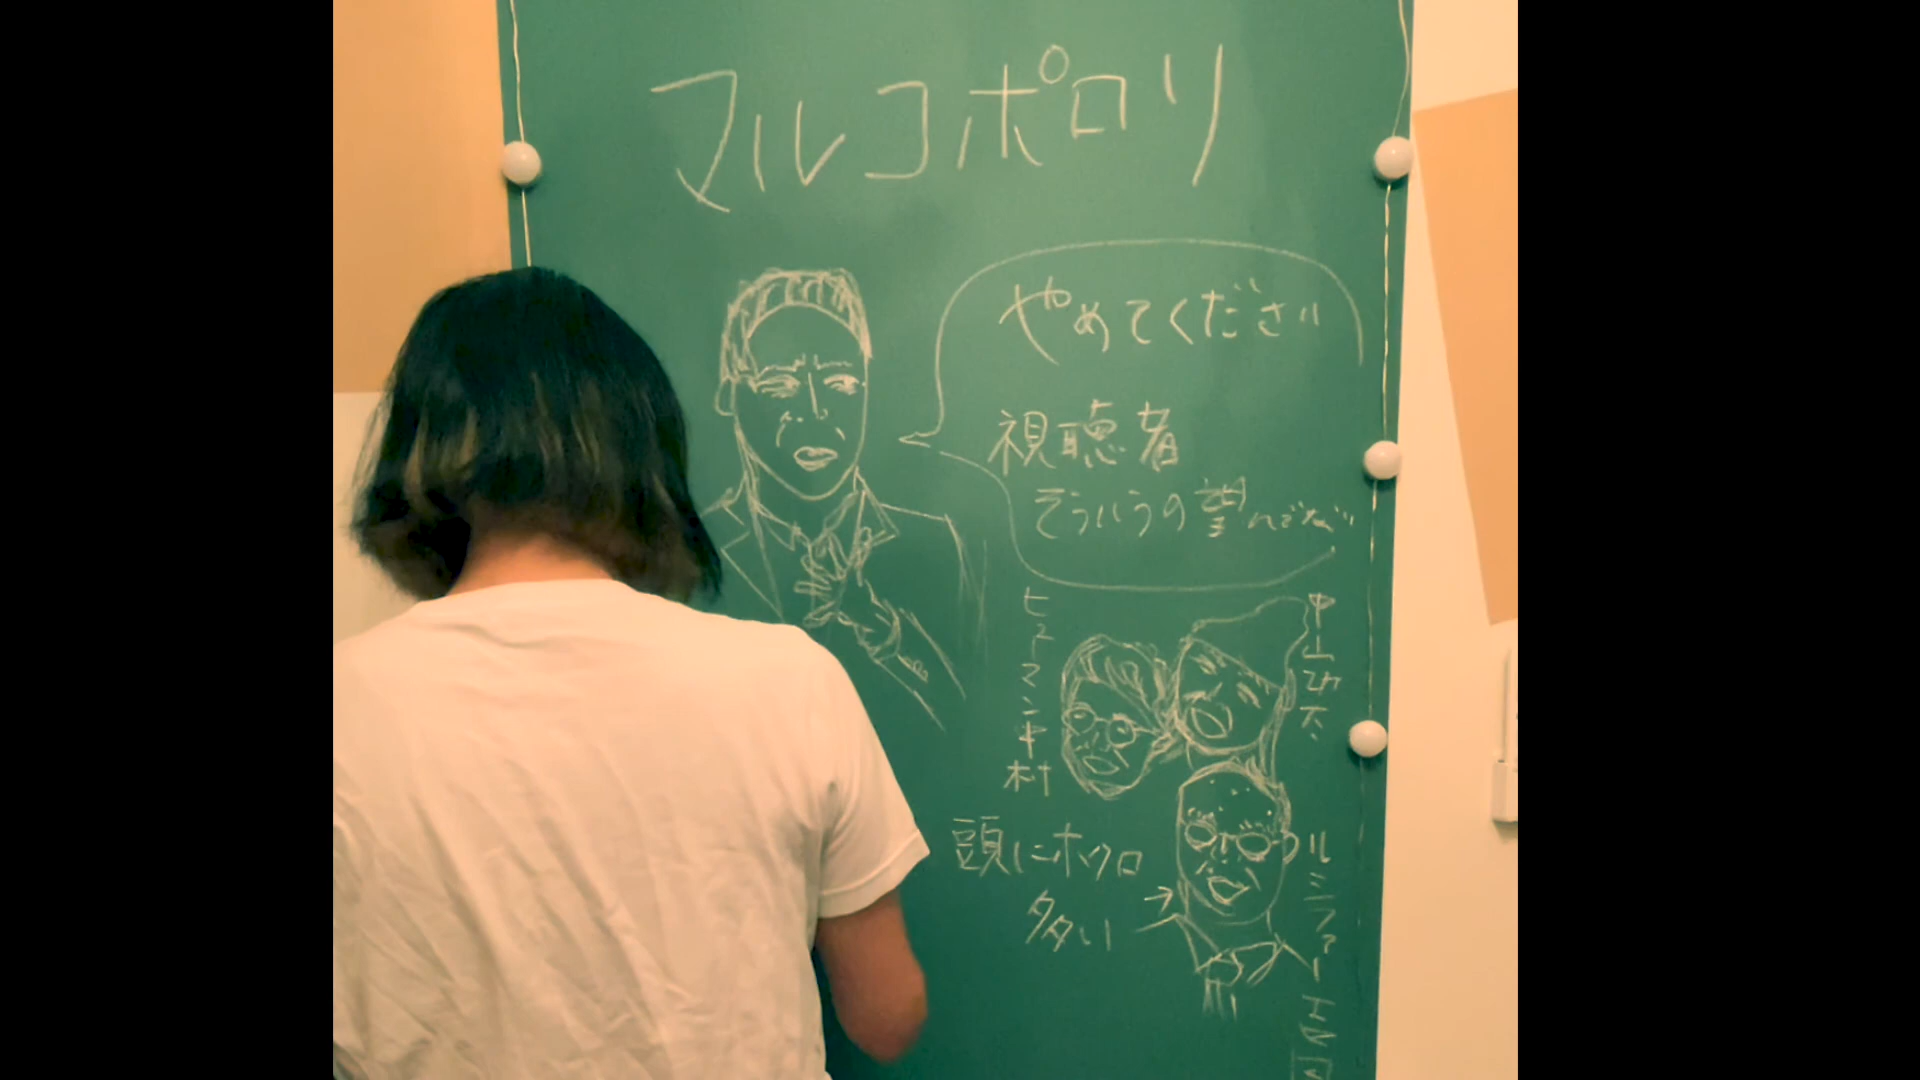 マルコポロリ
やめてください
視聴者
そういうの望んでない
ヒューマン中村
中山功太
頭にホクロ
多い
ルシファー吉岡